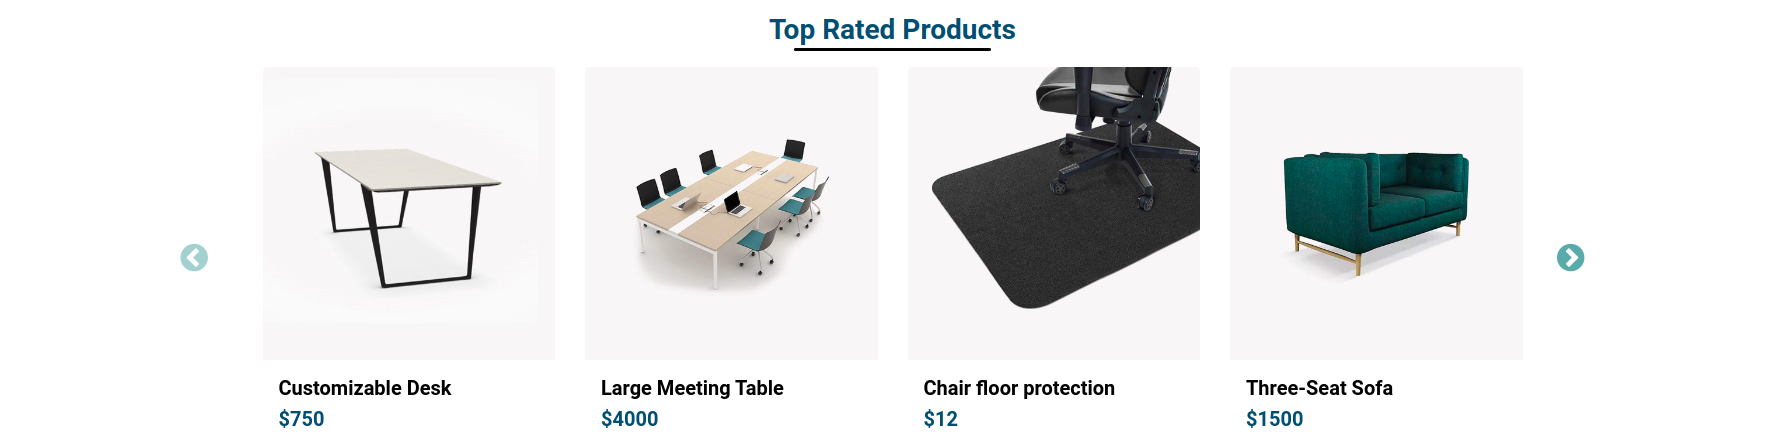 Top Rated Products
Customizable Desk
$750
Large Meeting Table
$4000
Chair floor protection
$12
Three-Seat Sofa
$1500